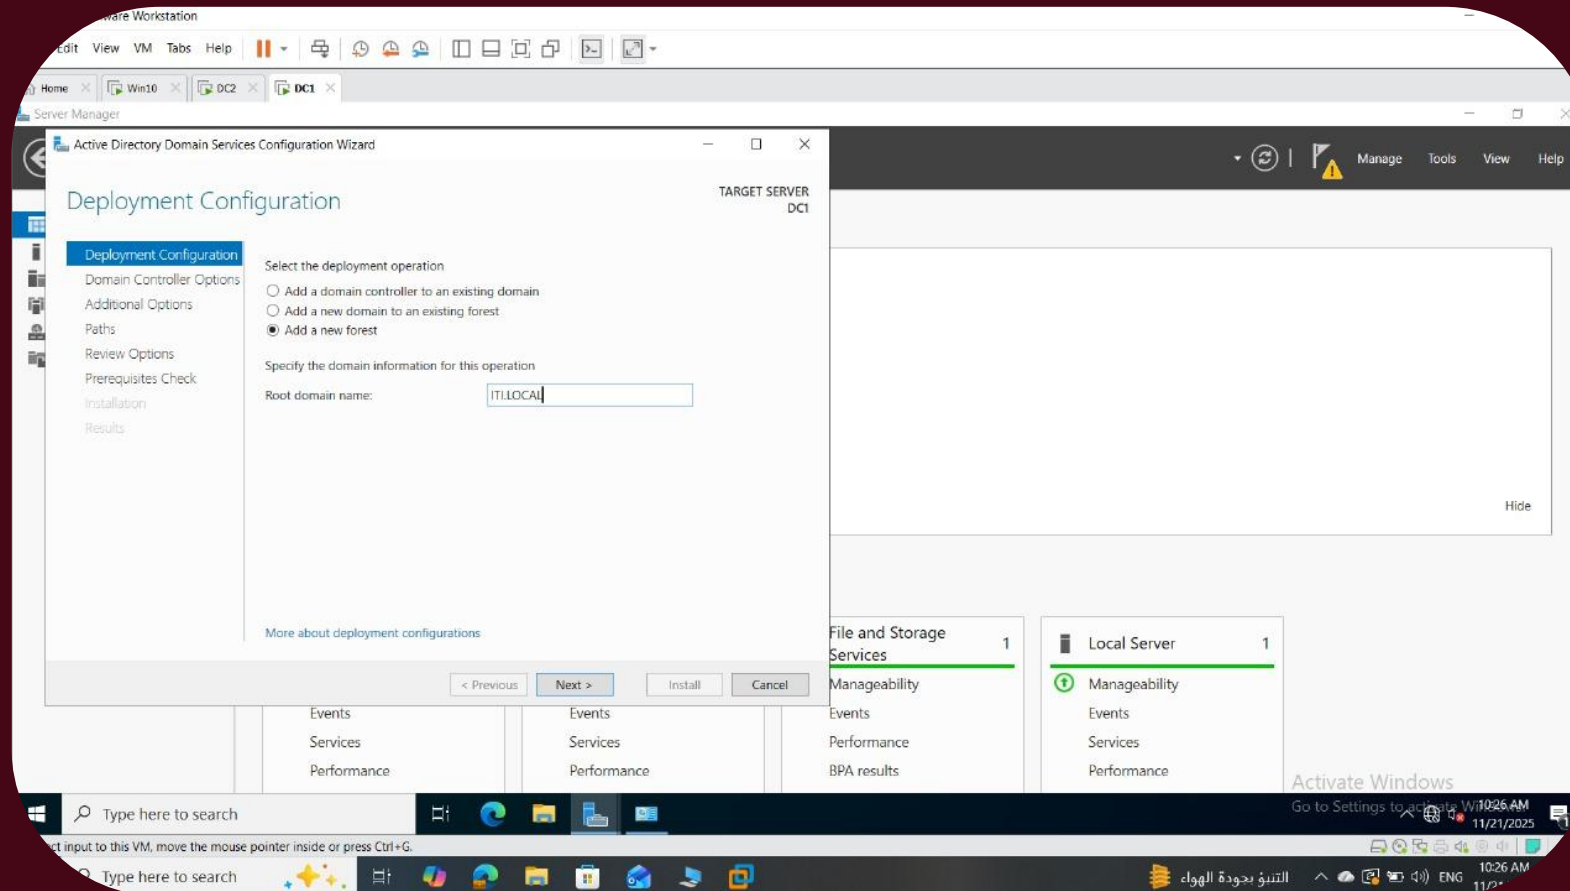 ware Workstation
Edit View VM Tabs Help
Home Win10 DC2 DC1
Server Manager
Active Directory Domain Services Configuration Wizard
Manage Tools View Help
Deployment Configuration
TARGET SERVER
DC1
Deployment Configuration
Domain Controller Options
Additional Options
Paths
Review Options
Prerequisites Check
Installation
Results
Select the deployment operation
Add a domain controller to an existing domain
Add a new domain to an existing forest
Add a new forest
Specify the domain information for this operation
Root domain name: ITI.LOCAL
More about deployment configurations
< Previous Next > Install Cancel
Hide
File and Storage
Services
1
Local Server 1
Manageability
Manageability
Events Events Events Events
Services Services Performance Services
Performance Performance BPA results Performance
Activate Windows
Go to Settings to activate Windows.
Type here to search
10:26 AM
11/21/2025
ct input to this VM, move the mouse pointer inside or press Ctrl+G.
Type here to search
التنبؤ بجودة الهواء
ENG
10:26 AM